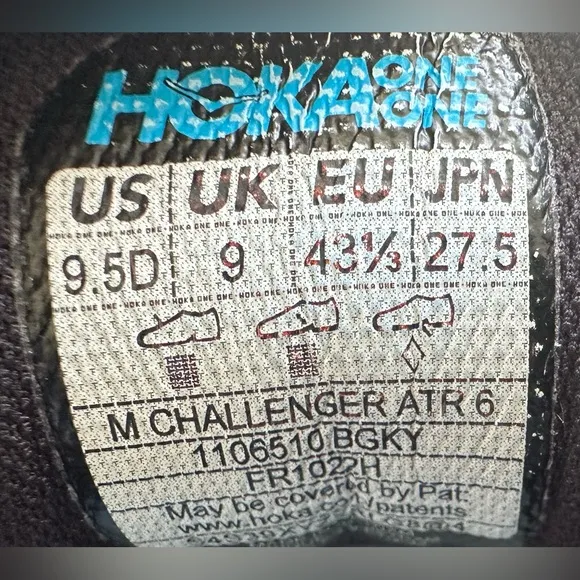 HOKA ONE ONE
US UK EU JPN
9.5D 9 43⅓ 27.5
M CHALLENGER ATR 6
1106510 BGKY
FR1022H
May be covered by Pat:
www.hoka.com/patents